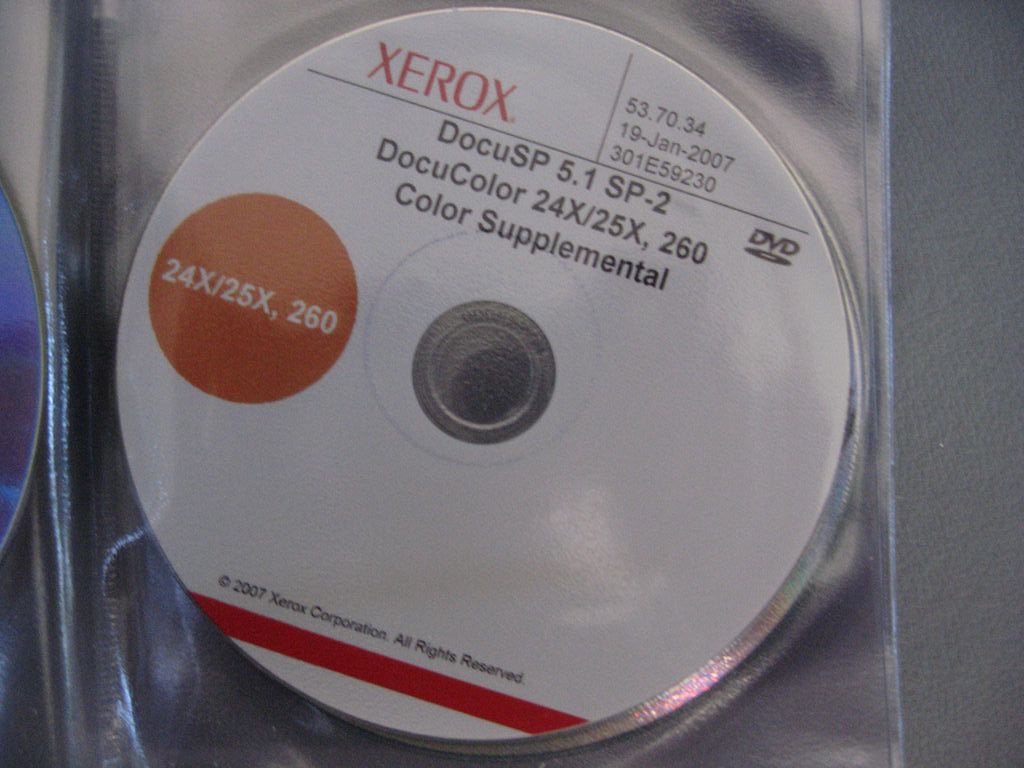 XEROX.
53.70.34
19-Jan-2007
301E59230
DocuSP 5.1 SP-2
DocuColor 24X/25X, 260
Color Supplemental
DVD
24X/25X, 260
© 2007 Xerox Corporation. All Rights Reserved.